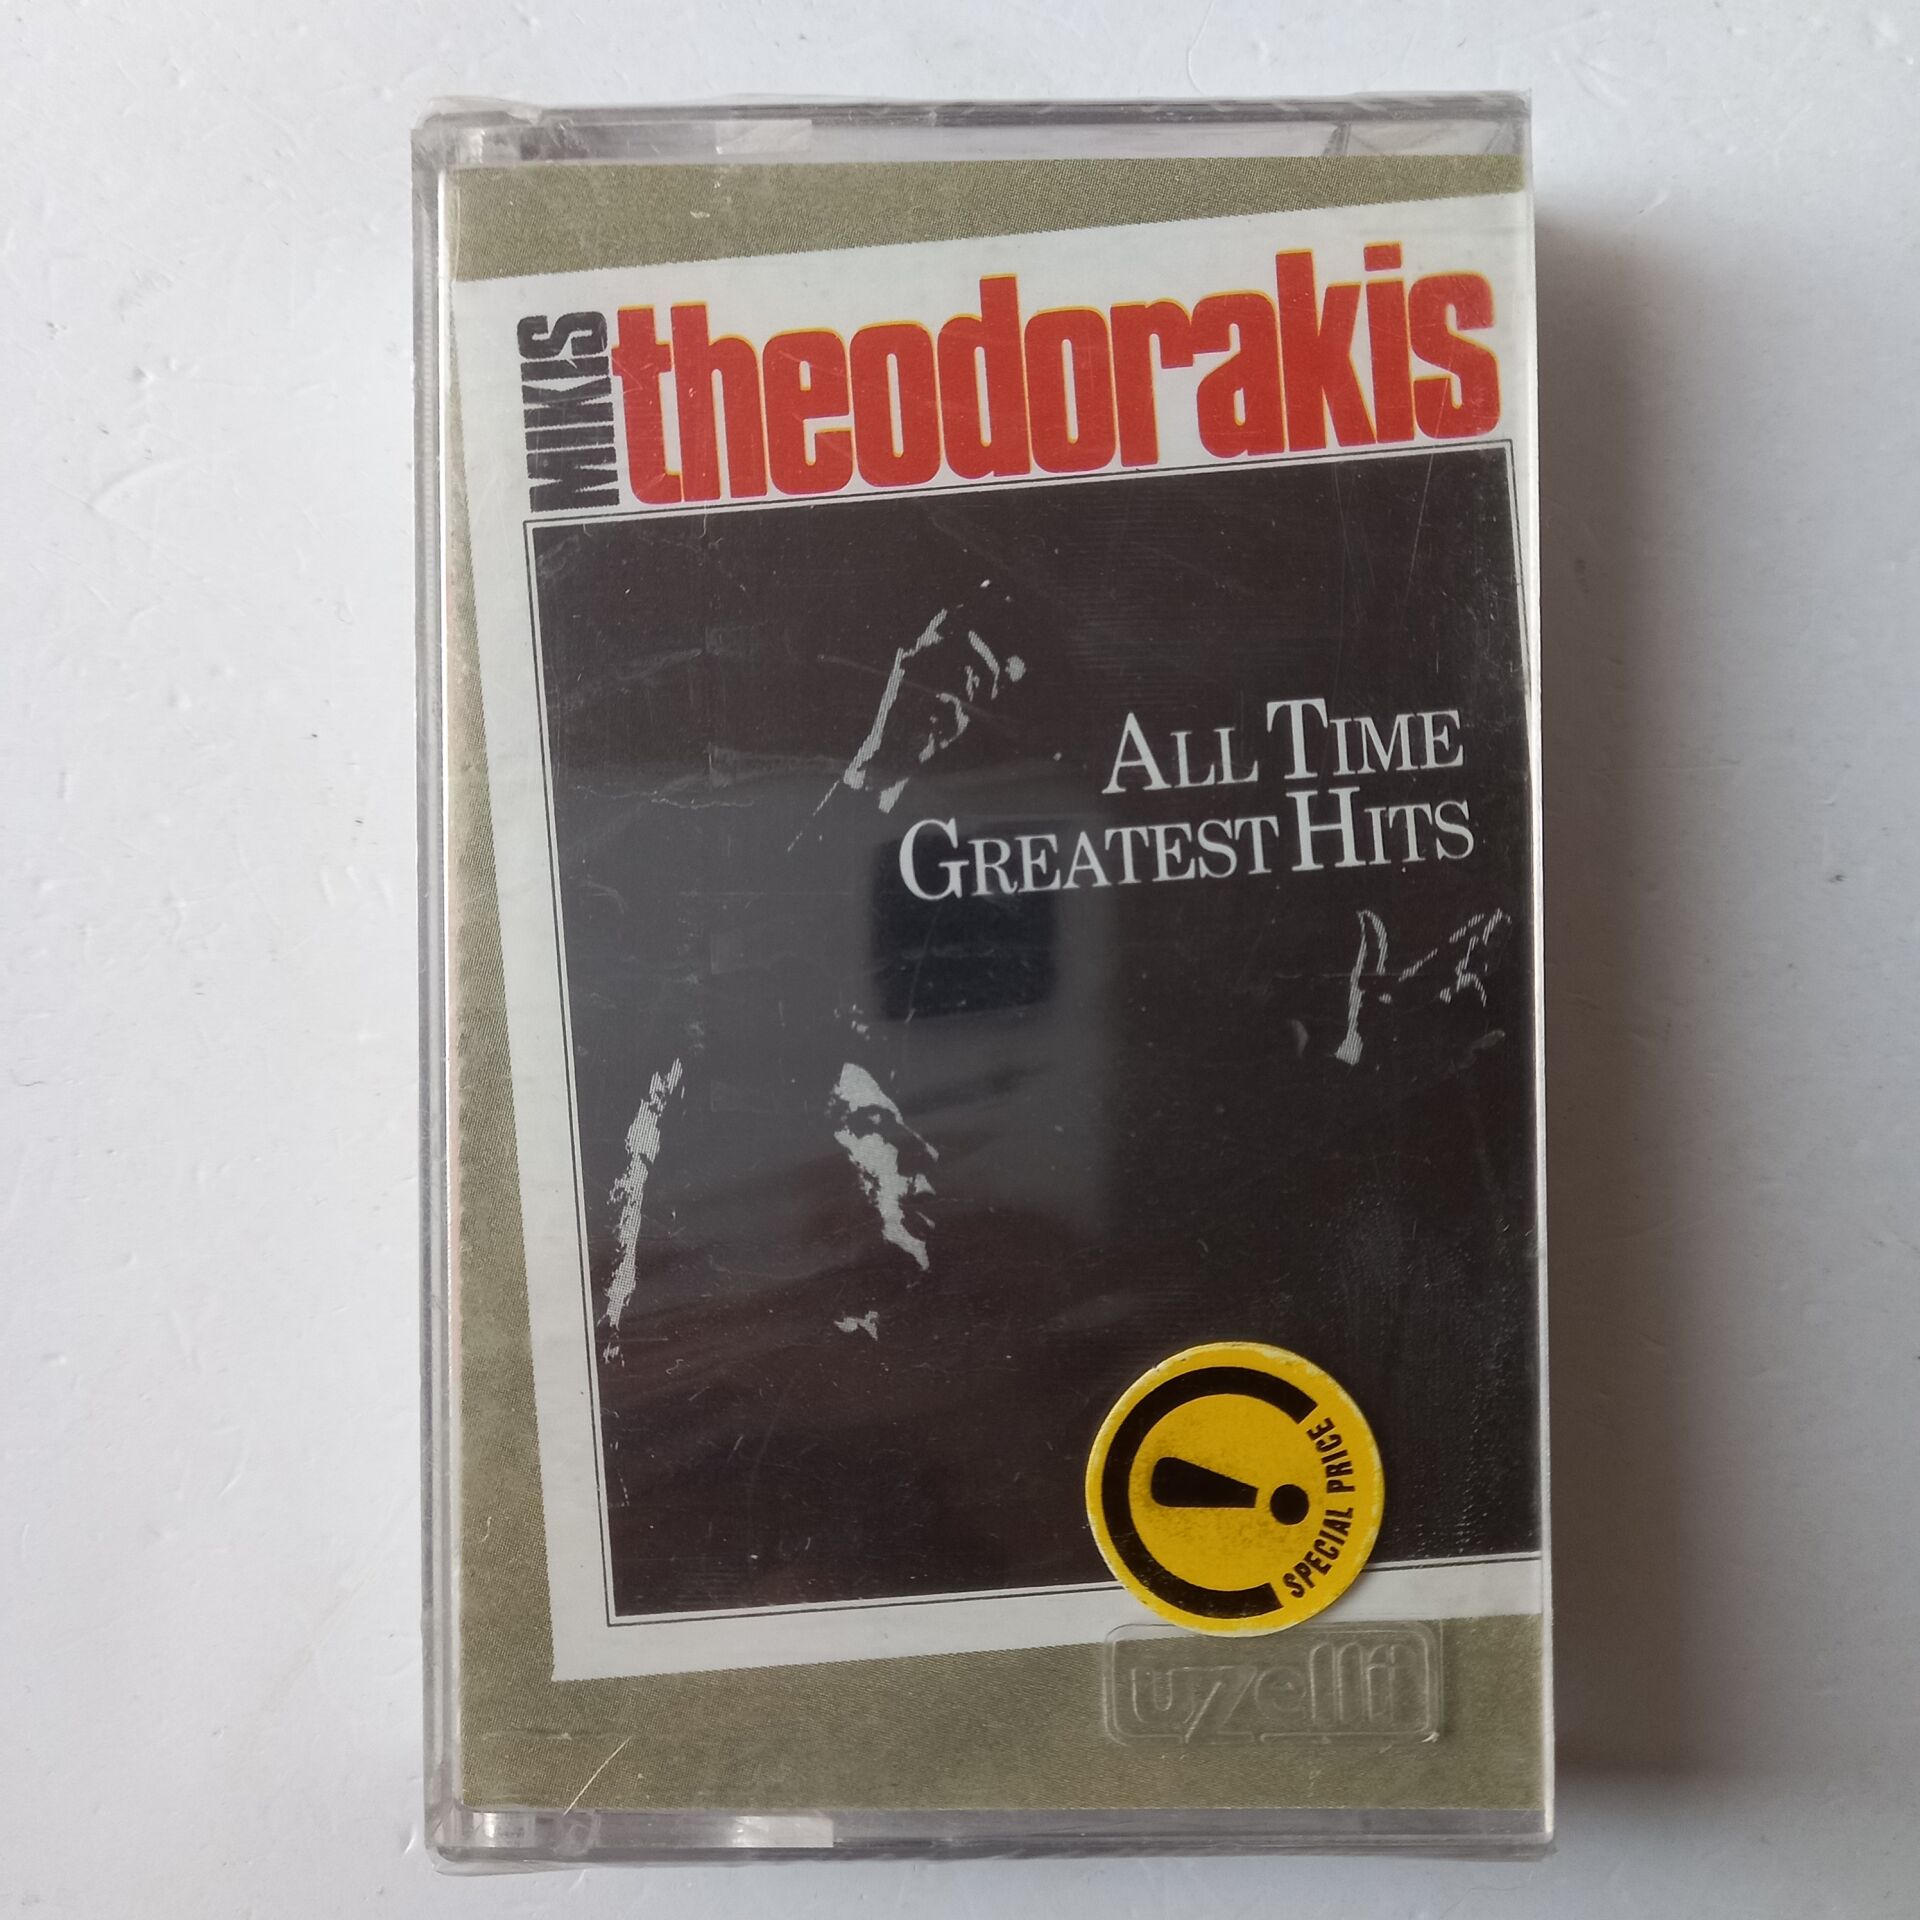 MIKIS
theodorakis
ALL TIME
GREATEST HITS
SPECIAL PRICE
uzelli